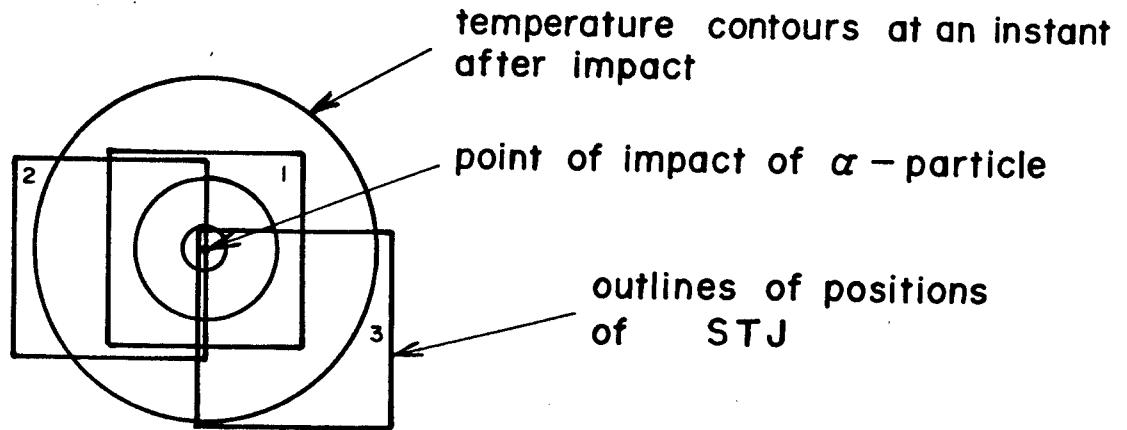 temperature contours at an instant
after impact
2
1
point of impact of α - particle
outlines of positions
3
of STJ